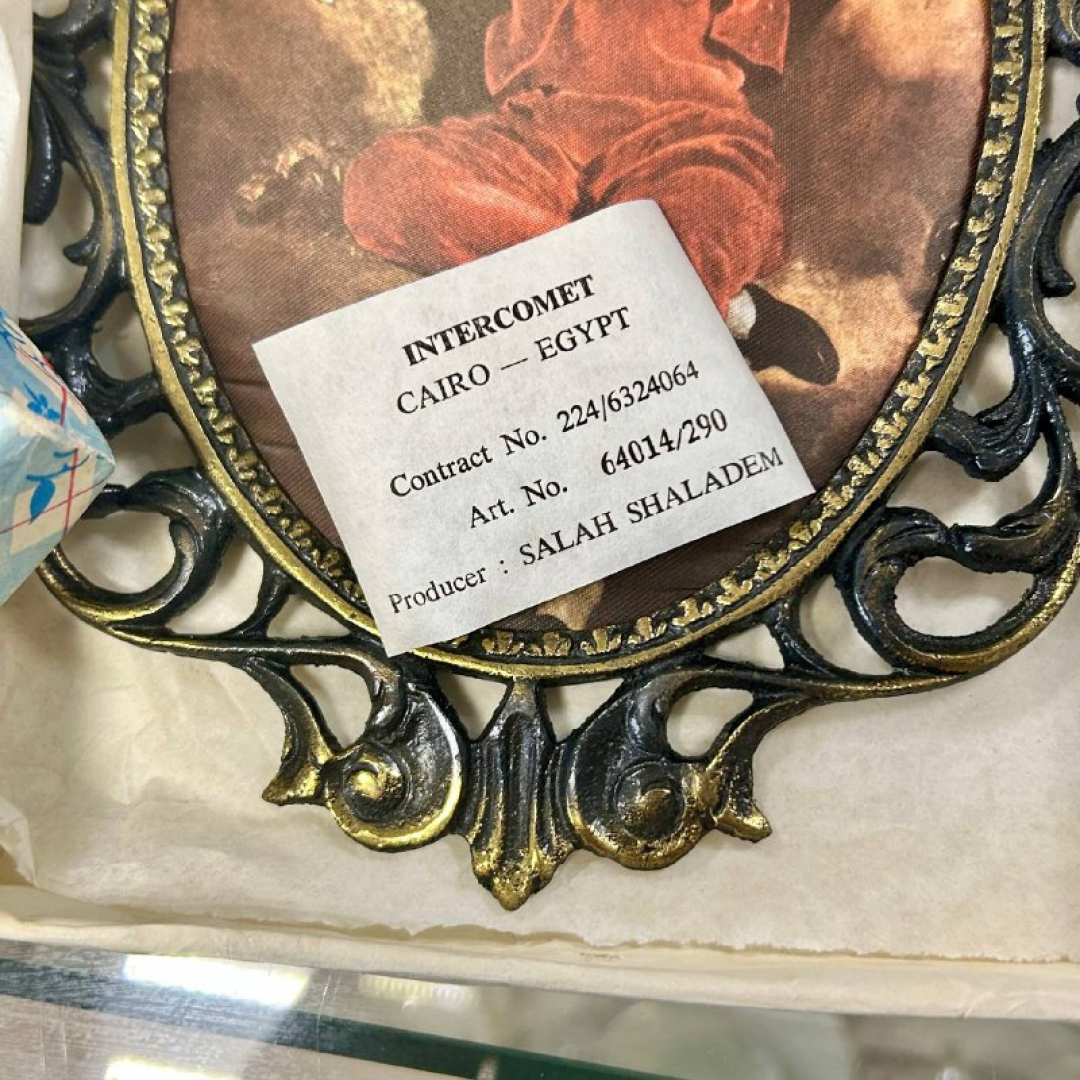 INTERCOMET
CAIRO — EGYPT
Contract No. 224/6324064
Art. No. 64014/290
Producer : SALAH SHALADEM